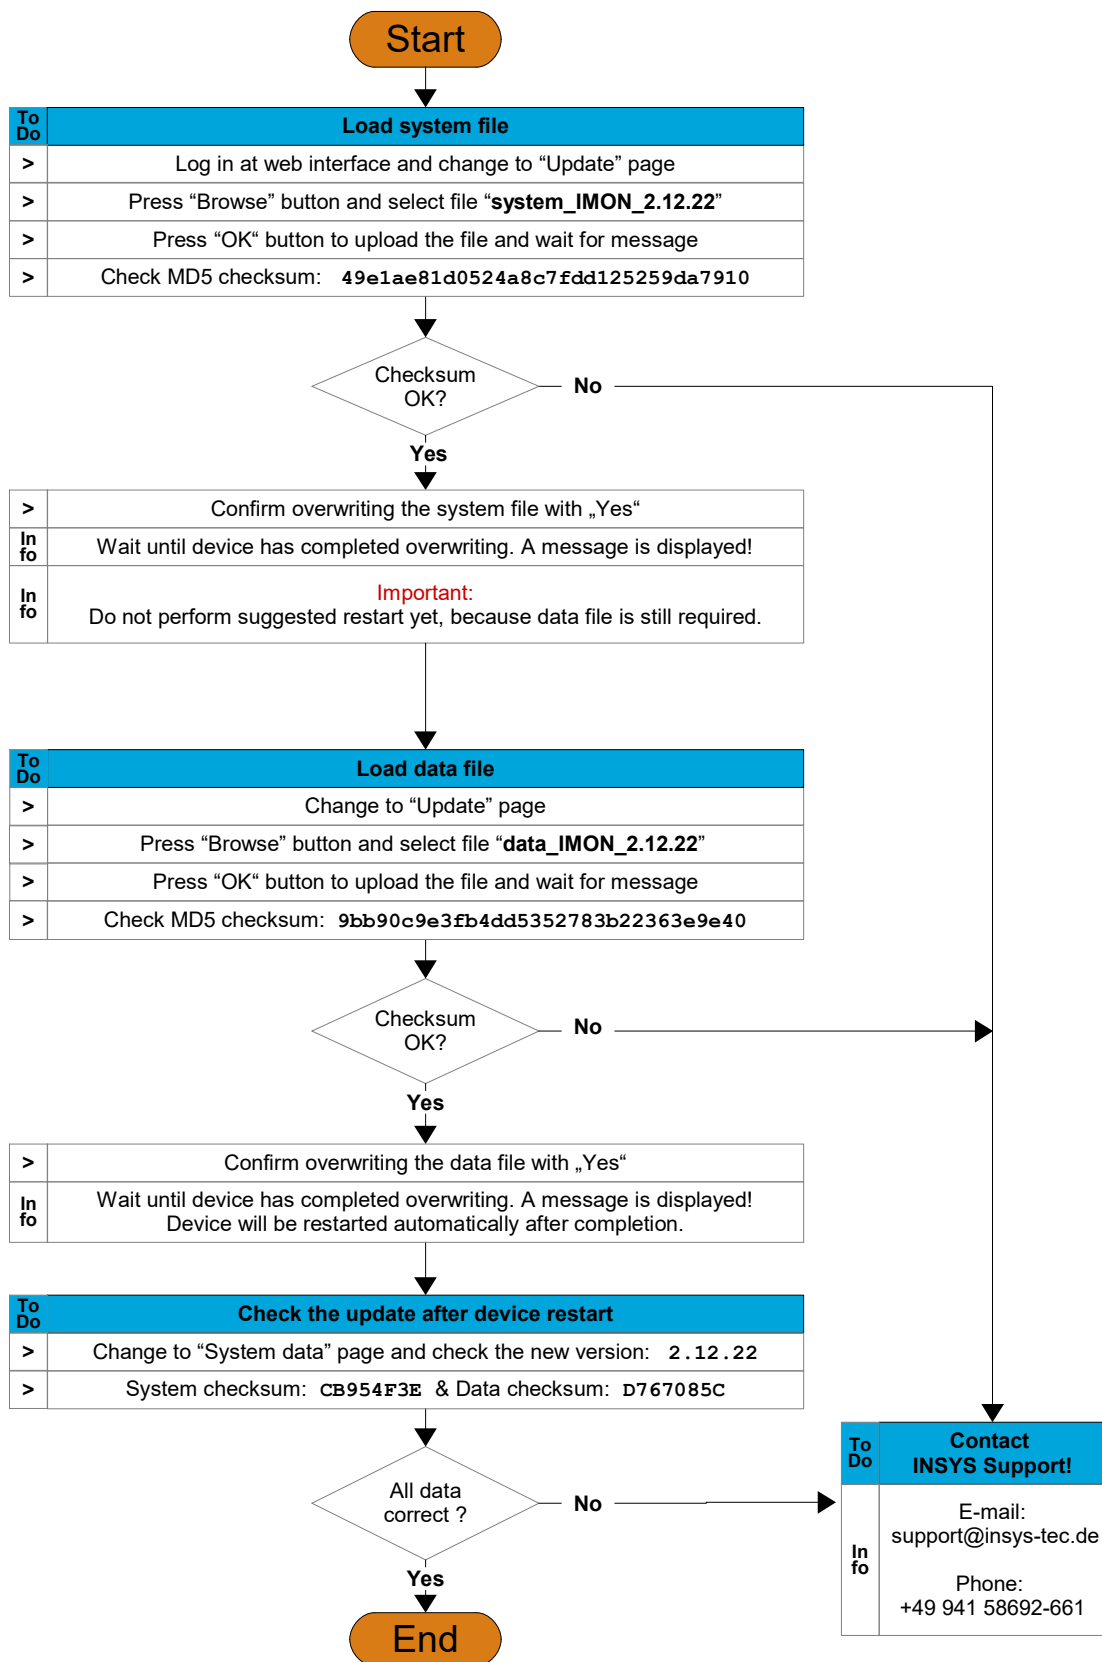 Start
To Do Load system file
> Log in at web interface and change to “Update” page
> Press “Browse” button and select file “system_IMON_2.12.22”
> Press “OK“ button to upload the file and wait for message
> Check MD5 checksum: 49e1ae81d0524a8c7fdd125259da7910
Checksum
OK?
No
Yes
> Confirm overwriting the system file with „Yes“
In fo Wait until device has completed overwriting. A message is displayed!
In fo Important:
Do not perform suggested restart yet, because data file is still required.
To Do Load data file
> Change to “Update” page
> Press “Browse” button and select file “data_IMON_2.12.22”
> Press “OK“ button to upload the file and wait for message
> Check MD5 checksum: 9bb90c9e3fb4dd5352783b22363e9e40
Checksum
OK?
No
Yes
> Confirm overwriting the data file with „Yes“
In fo Wait until device has completed overwriting. A message is displayed!
Device will be restarted automatically after completion.
To Do Check the update after device restart
> Change to “System data” page and check the new version: 2.12.22
> System checksum: CB954F3E & Data checksum: D767085C
All data
correct ?
No
Yes
End
To Do Contact
INSYS Support!
In fo E-mail:
support@insys-tec.de
Phone:
+49 941 58692-661